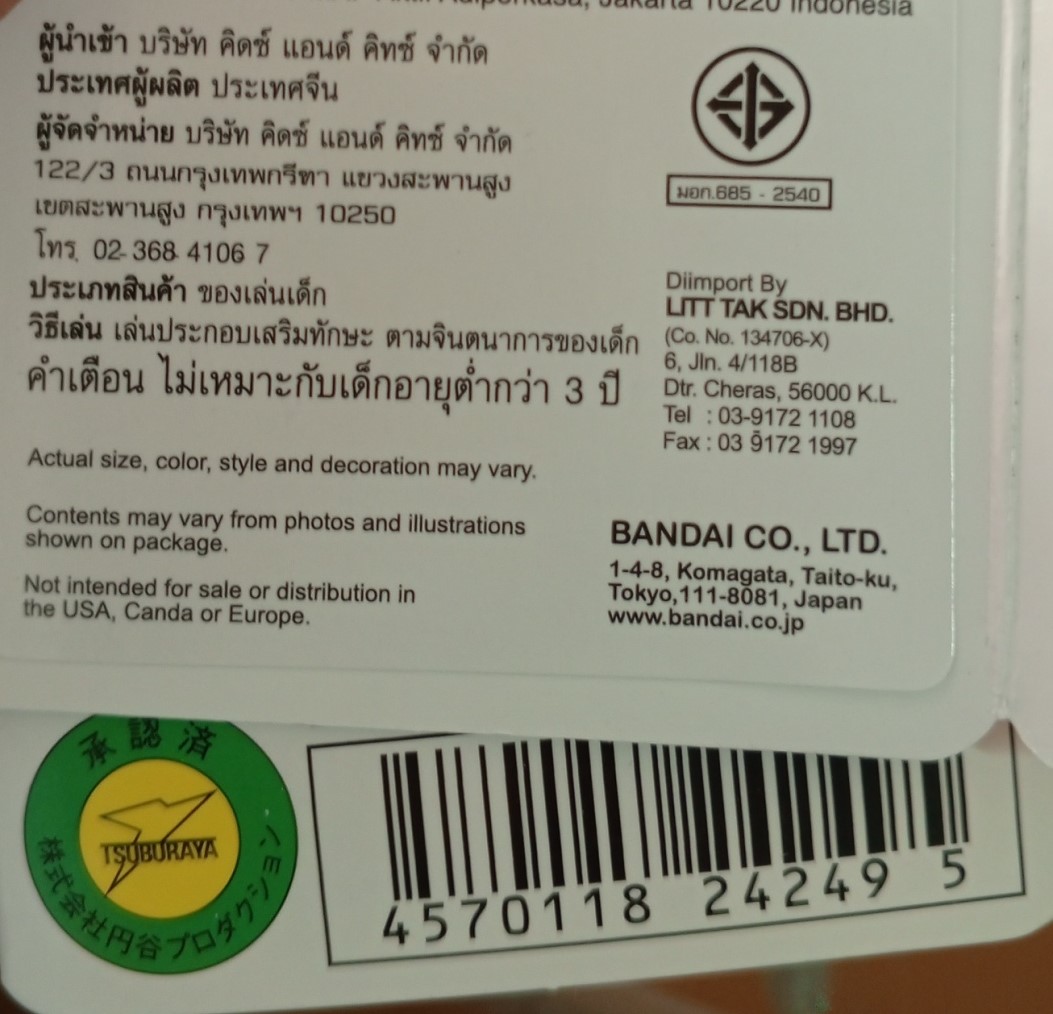 Jakarta 10220 Indonesia
ผู้นำเข้า บริษัท คิดซ์ แอนด์ คิทซ์ จำกัด
ประเทศผู้ผลิต ประเทศจีน
ผู้จัดจำหน่าย บริษัท คิดซ์ แอนด์ คิทซ์ จำกัด
122/3 ถนนกรุงเทพกรีฑา แขวงสะพานสูง
เขตสะพานสูง กรุงเทพฯ 10250
โทร. 02-368-4106-7
ประเภทสินค้า ของเล่นเด็ก
วิธีเล่น เล่นประกอบเสริมทักษะ ตามจินตนาการของเด็ก
คำเตือน ไม่เหมาะกับเด็กอายุต่ำกว่า 3 ปี
มอก.685 - 2540
Diimport By
LITT TAK SDN. BHD.
(Co. No. 134706-X)
6, Jln. 4/118B
Dtr. Cheras, 56000 K.L.
Tel : 03-9172 1108
Fax : 03 9172 1997
Actual size, color, style and decoration may vary.
Contents may vary from photos and illustrations
shown on package.
Not intended for sale or distribution in
the USA, Canda or Europe.
BANDAI CO., LTD.
1-4-8, Komagata, Taito-ku,
Tokyo,111-8081, Japan
www.bandai.co.jp
承認済
TSUBURAYA
株式会社円谷プロダクション
4570118 24249 5